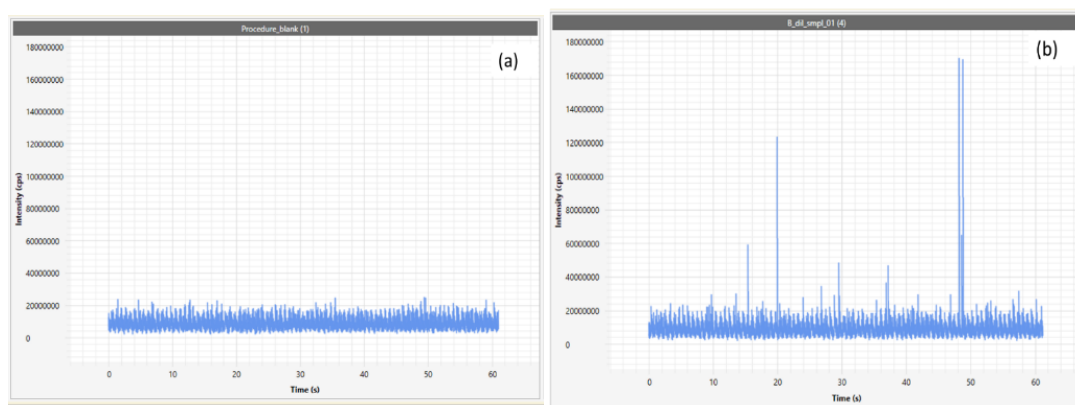 Procedure_blank (1)
(a)
180000000
160000000
140000000
120000000
100000000
80000000
60000000
40000000
20000000
0
Intensity (cps)
0 10 20 30 40 50 60
Time (s)
8_dil_smpl_01 (4)
(b)
180000000
160000000
140000000
120000000
100000000
80000000
60000000
40000000
20000000
0
Intensity (cps)
0 10 20 30 40 50 60
Time (s)